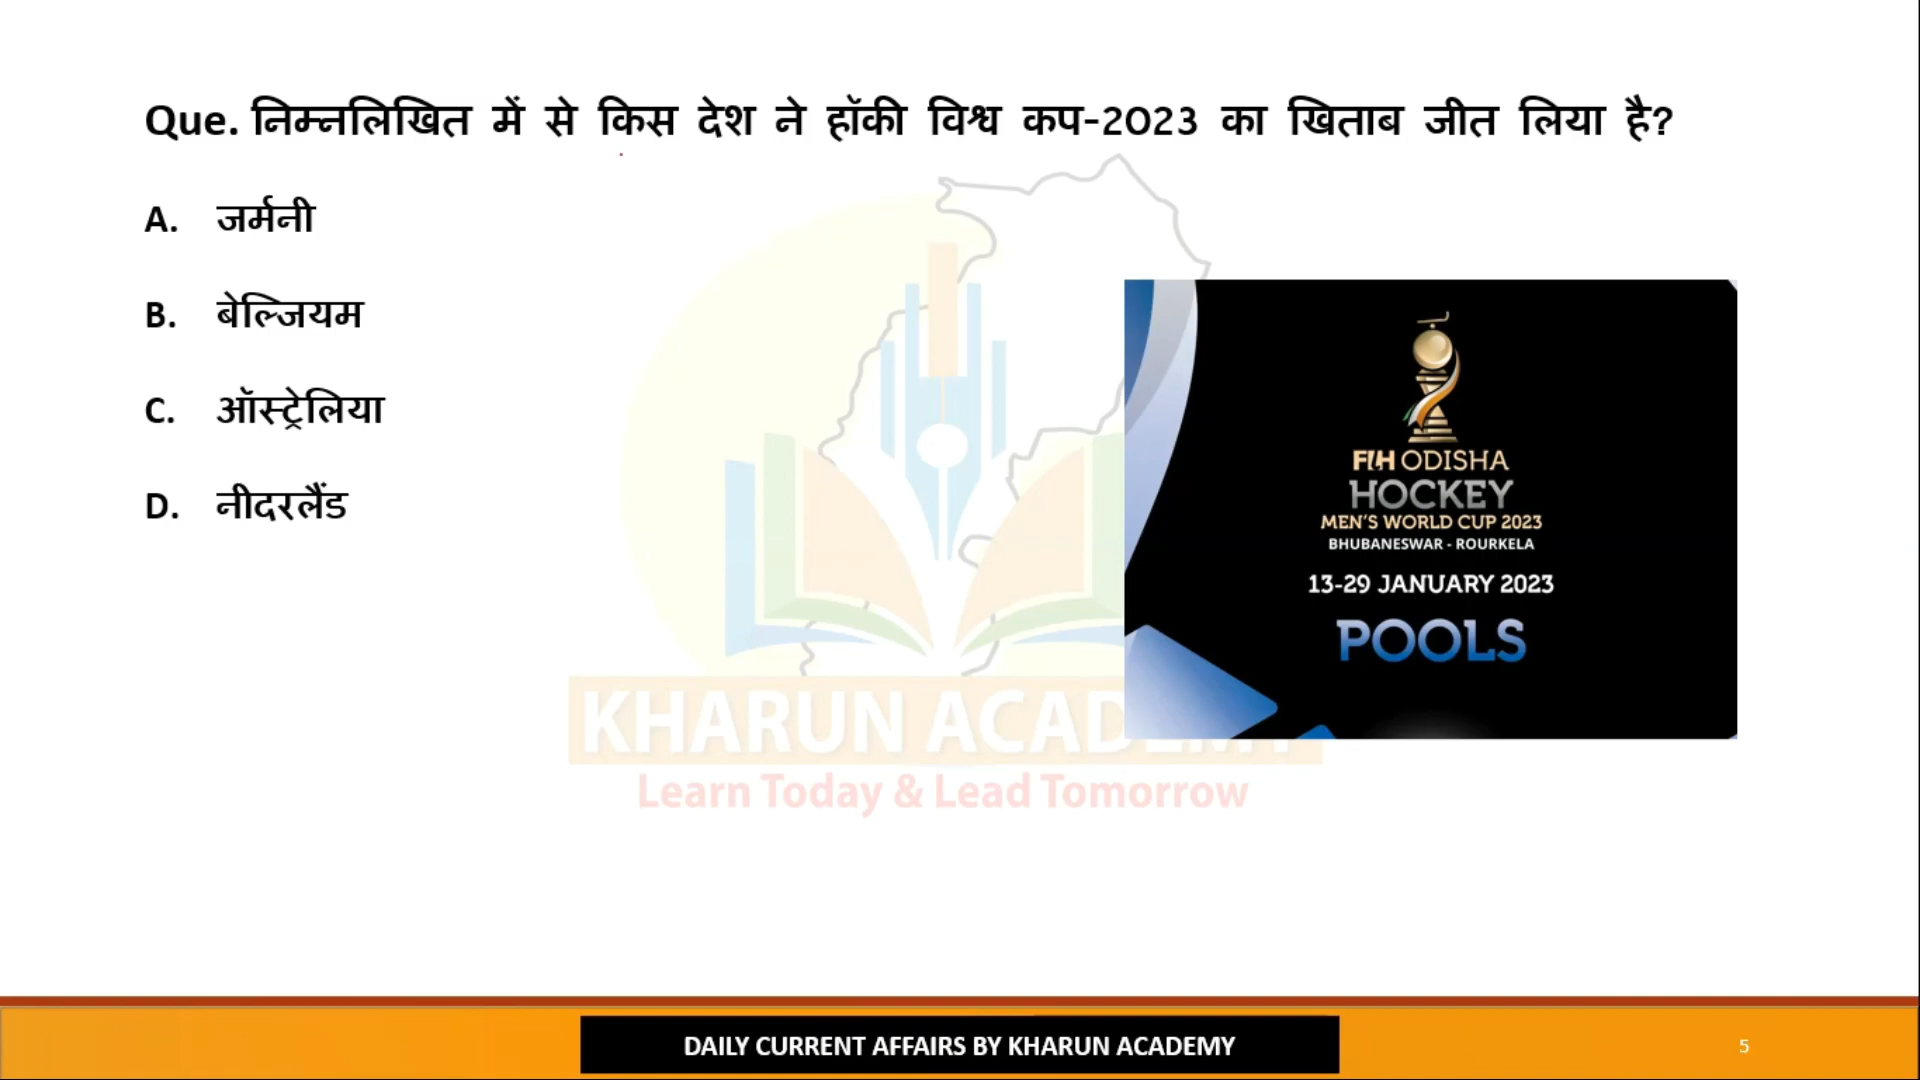 Que. निम्नलिखित में से किस देश ने हॉकी विश्व कप-2023 का खिताब जीत लिया है?
A. जर्मनी
B. बेल्जियम
C. ऑस्ट्रेलिया
D. नीदरलैंड
FIH ODISHA
HOCKEY
MEN'S WORLD CUP 2023
BHUBANESWAR - ROURKELA
13-29 JANUARY 2023
POOLS
KHARUN ACADEMY
Learn Today & Lead Tomorrow
DAILY CURRENT AFFAIRS BY KHARUN ACADEMY
5